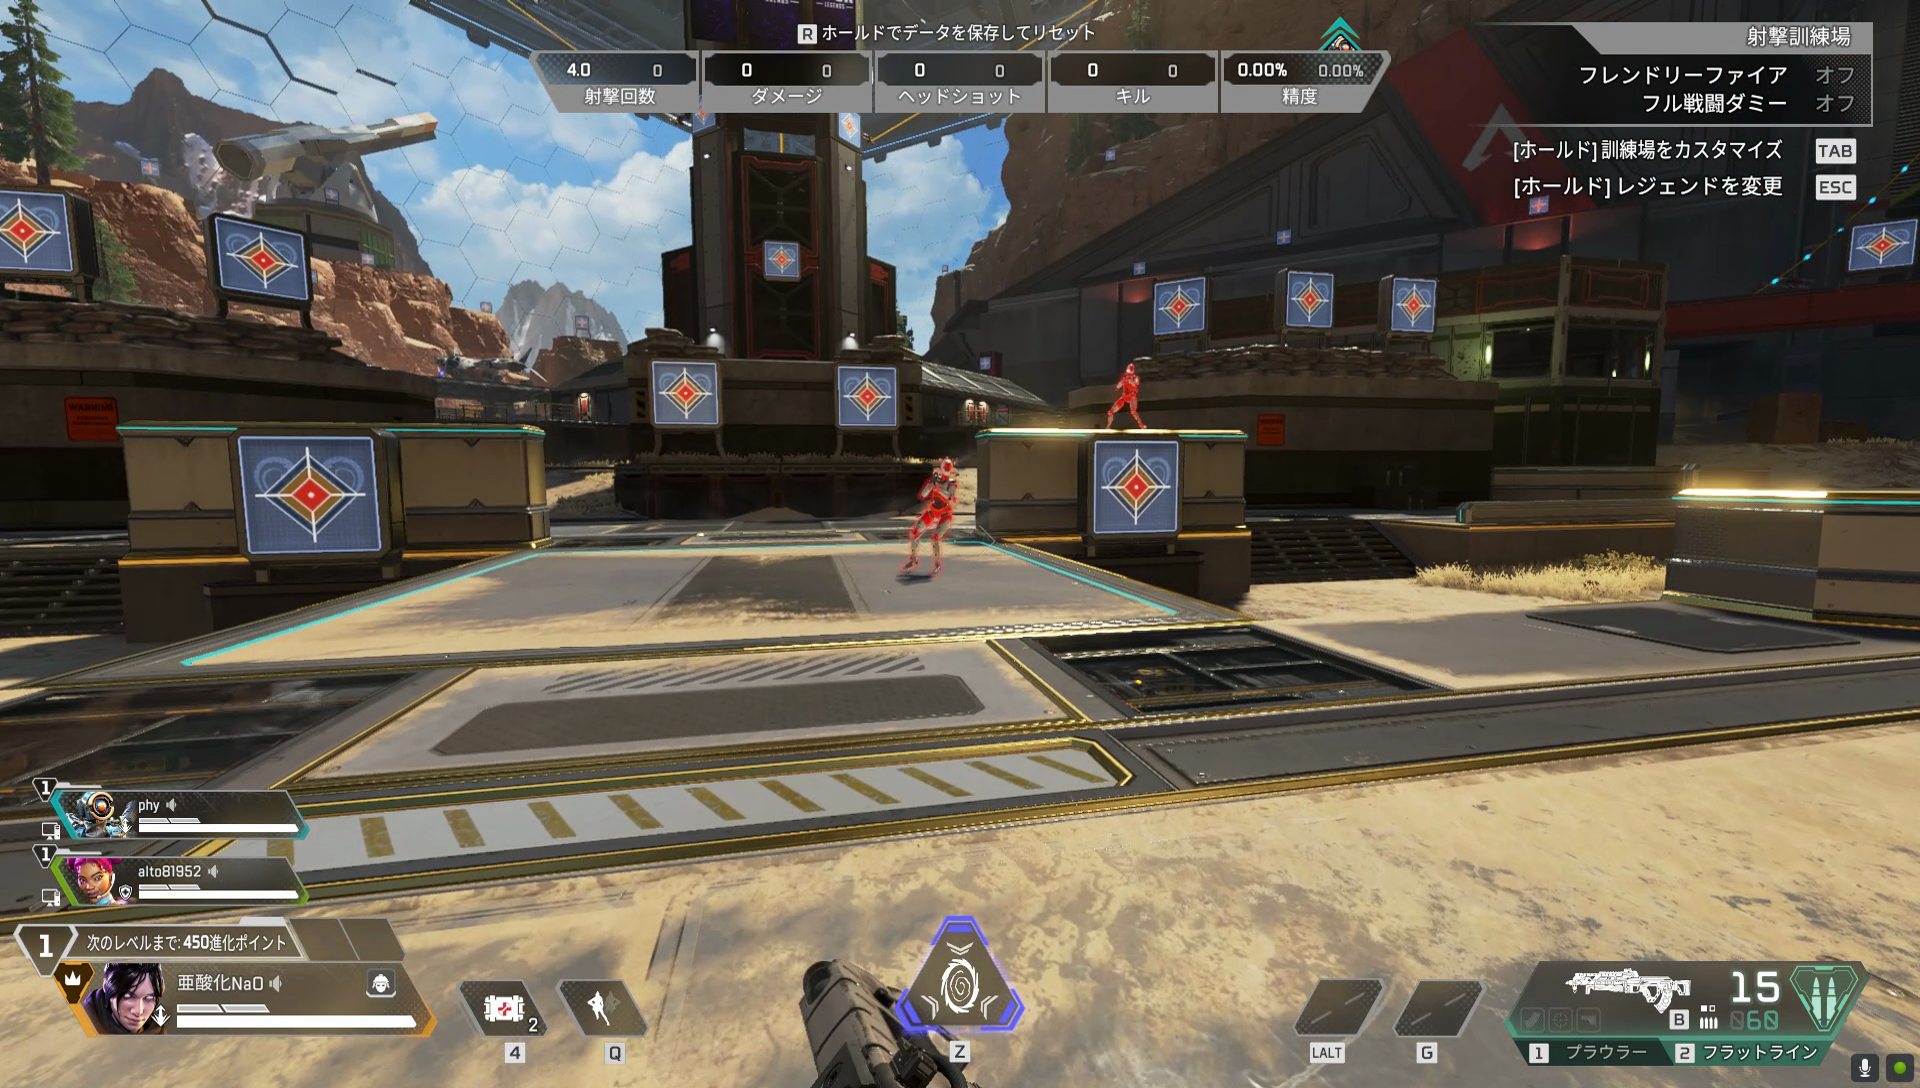 R ホールドでデータを保存してリセット
4.0 0 0 0 0 0 0 0 0.00% 0.00%
射撃回数 ダメージ ヘッドショット キル 精度
射撃訓練場
フレンドリーファイア オフ
フル戦闘ダミー オフ
[ホールド]訓練場をカスタマイズ TAB
[ホールド]レジェンドを変更 ESC
WARNING
1
phy
1
alto81952
1 次のレベルまで:450進化ポイント
亜酸化NaO
2
4 Q Z LALT G
15
B 060
1 プラウラー 2 フラットライン